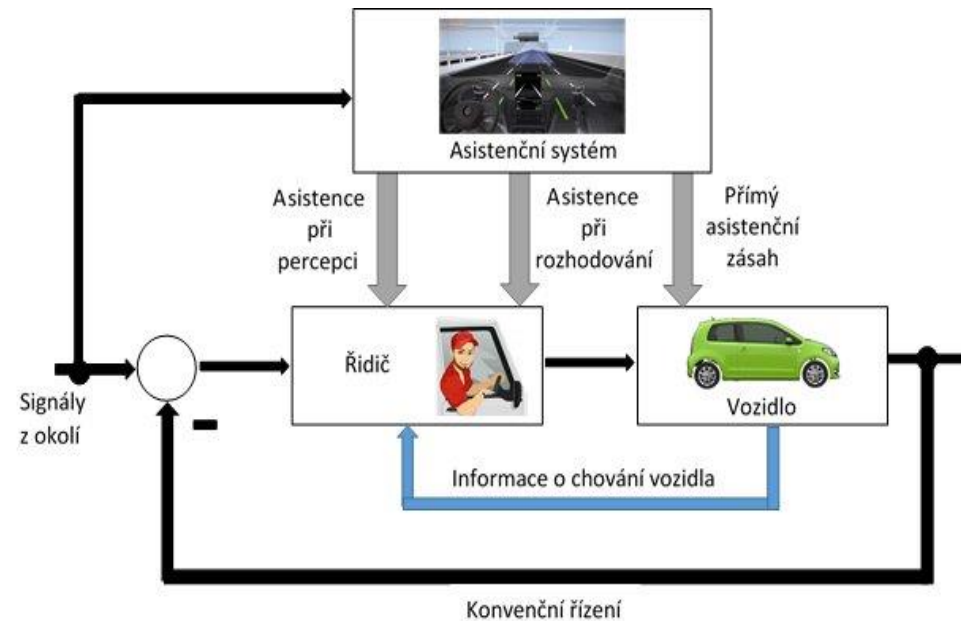 Asistenční systém
Asistence
při
percepci
Asistence
při
rozhodování
Přímý
asistenční
zásah
Řidič
Vozidlo
Signály
z okolí
-
Informace o chování vozidla
Konvenční řízení